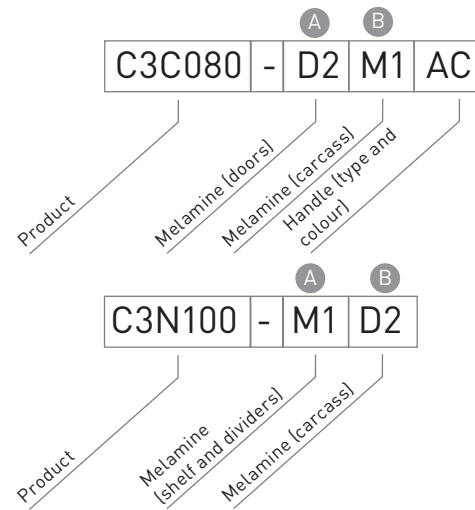 A B
C3C080 - D2 M1 AC
Product
Melamine (doors)
Melamine (carcass)
Handle (type and
colour)
A B
C3N100 - M1 D2
Product
Melamine
(shelf and dividers)
Melamine (carcass)